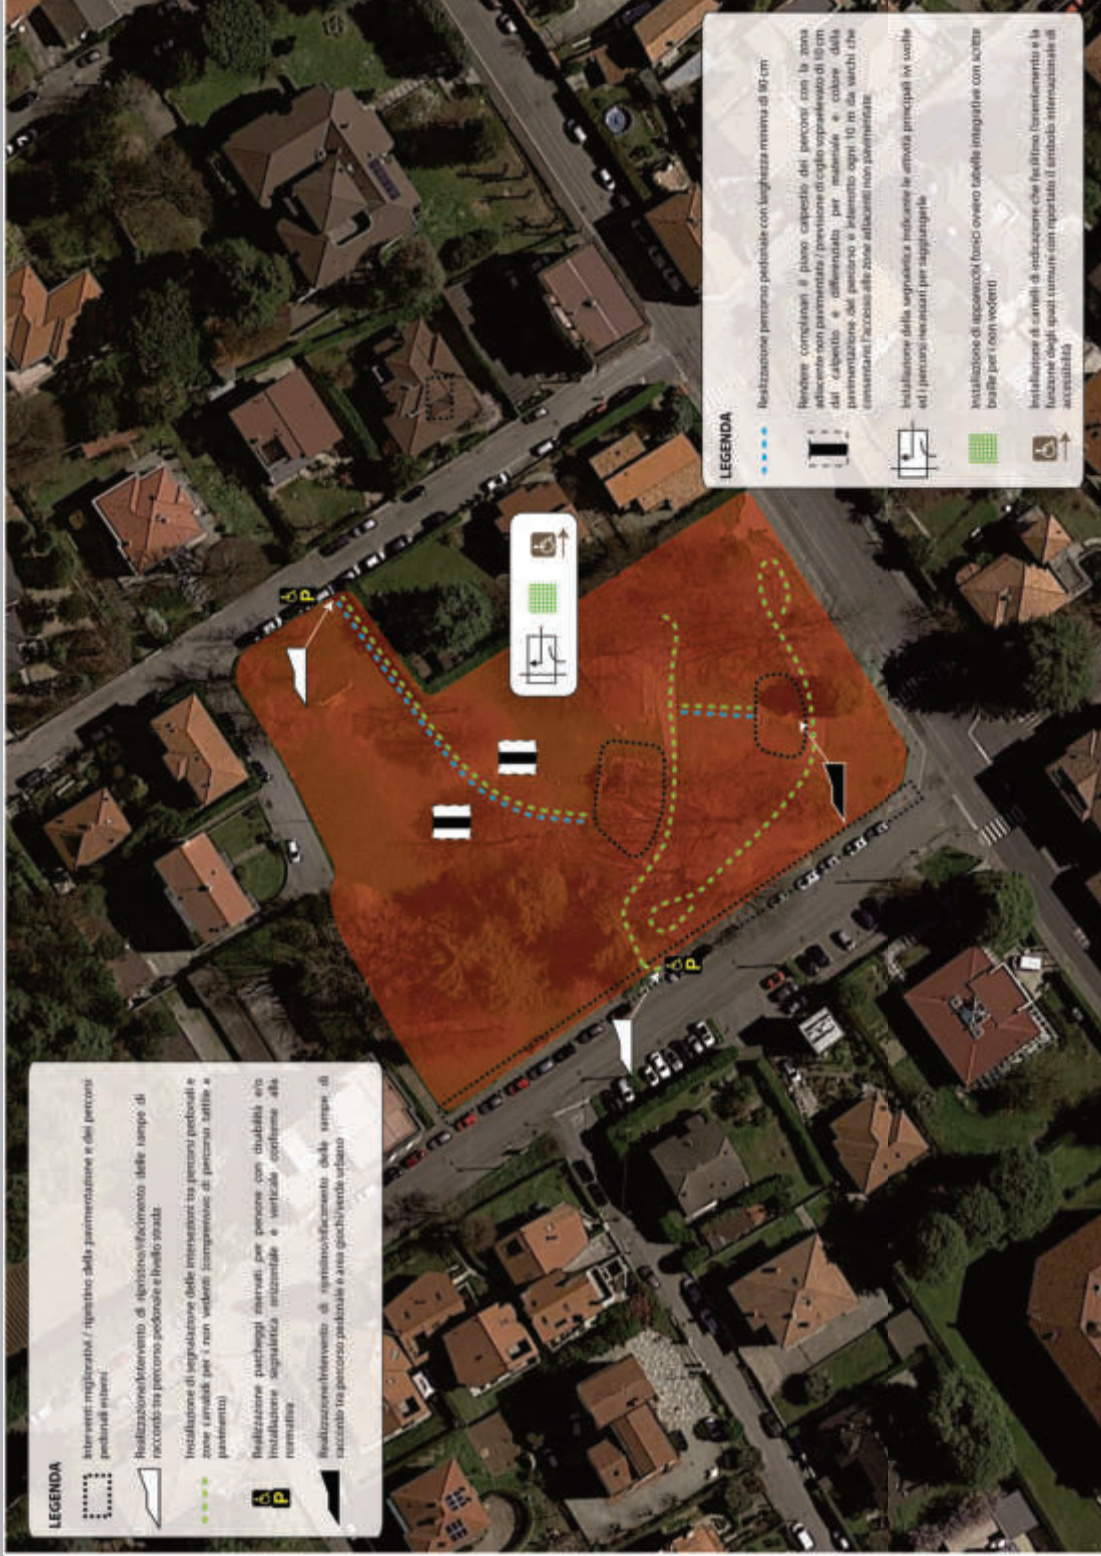 LEGENDA
Interventi migliorativi / ripristino della pavimentazione e dei percorsi
pedonali esterni
Realizzazione/intervento di ripristino/rifacimento delle rampe di
raccordo tra percorso pedonale e livello strada
Installazione di segnalazione delle intersezioni tra percorsi pedonali e
zone carrabili per i non vedenti (comprensivo di percorsi tattile a
pavimento)
Realizzazione parcheggi riservati per persone con disabilità e/o
installazione segnaletica orizzontale e verticale conforme alla
normativa
Realizzazione/intervento di ripristino/rifacimento delle rampe di
raccordo tra percorso pedonale e aria giochi/verde urbano
P
P
P
LEGENDA
Realizzazione percorso pedonale con larghezza minima di 90 cm
Rendere complanari il piano calpesto dei percorsi con la zona
adiacente non pavimentata / previsione di ciglio sopraelevato di 10 cm
dal calpestio e differenziato per materiale e colore dalla
pavimentazione del percorso e interrotto ogni 10 m da varchi che
consentano l'accesso alle zone adiacenti non pavimentate
Installazione della segnaletica indicante le attività principali ivi svolte
ed i percorsi necessari per raggiungerle
Installazione di apparecchi fonici ovvero tabelle integrative con scritte
braille per i non vedenti
Installazione di cartelli di indicazione che facilitino l'orientamento e la
fruizione degli spazi comuni con riportato il simbolo internazionale di
accessibilità